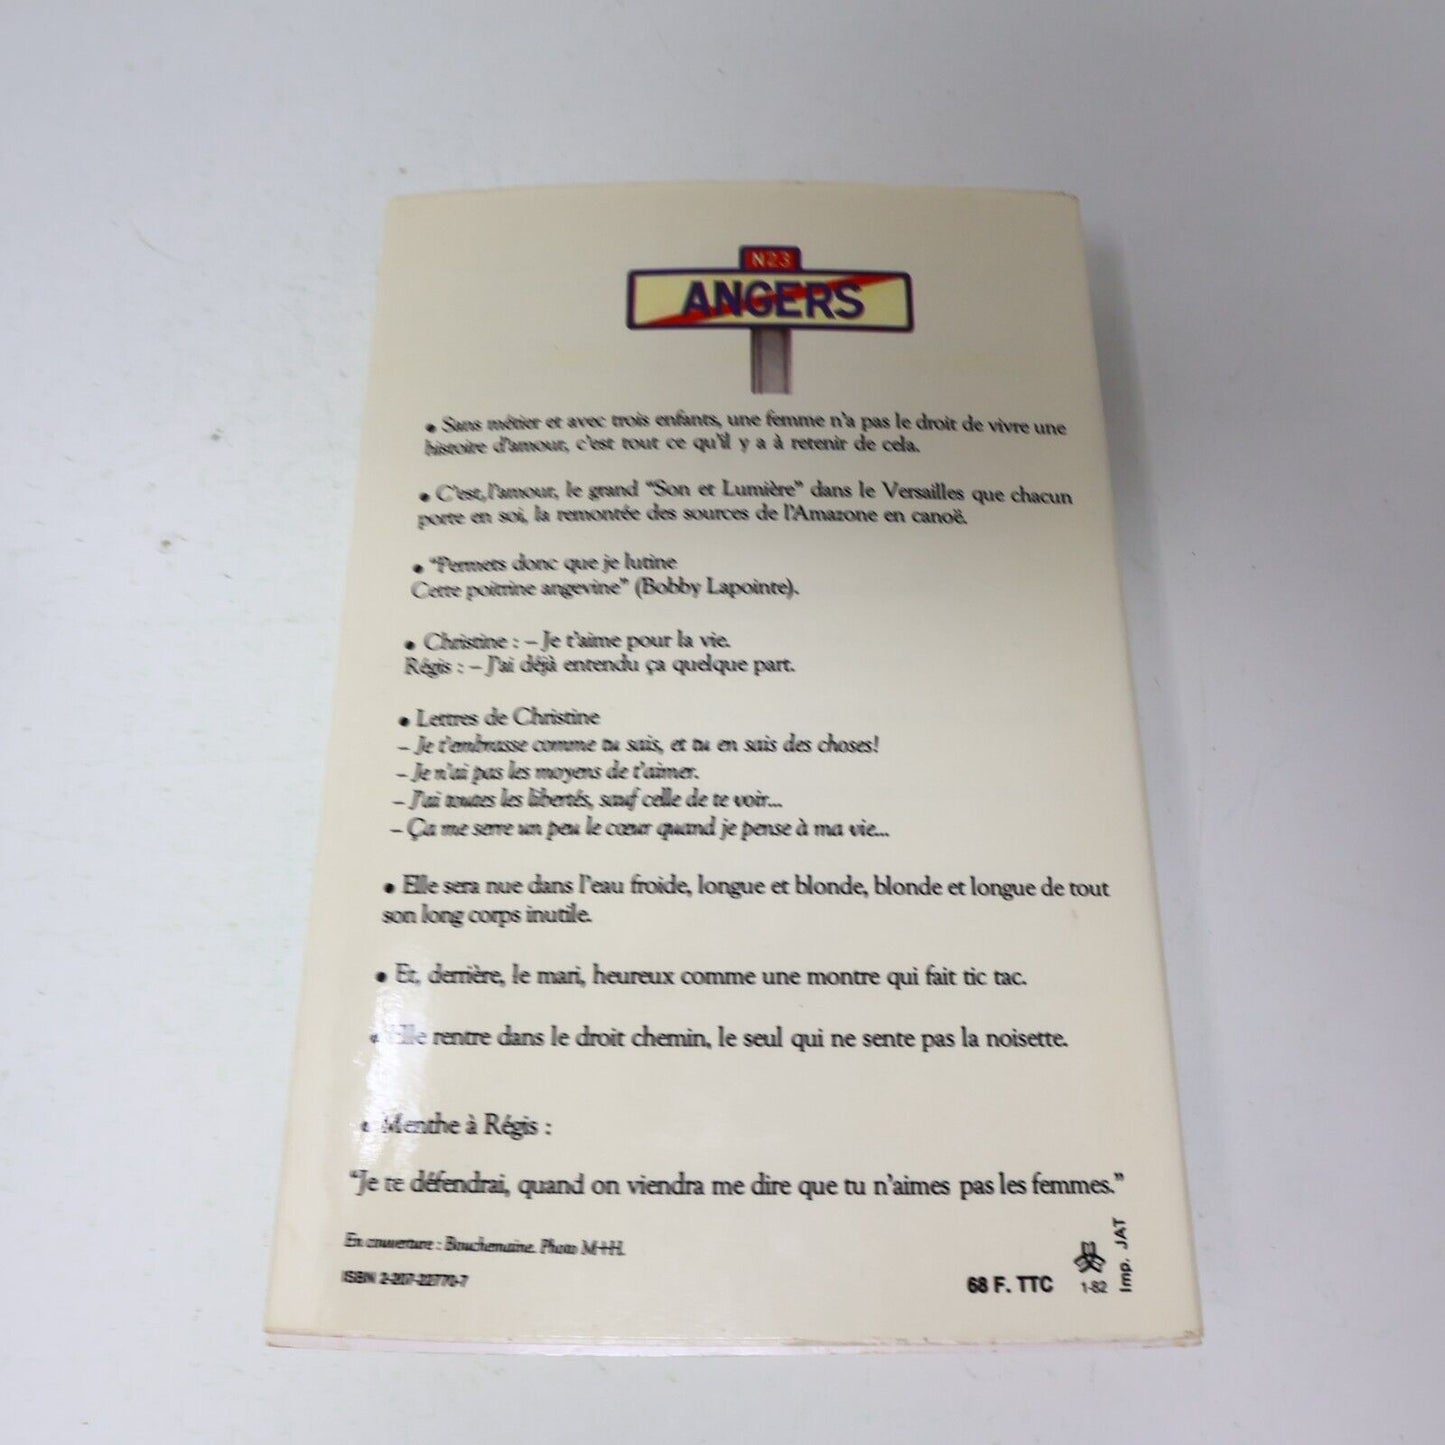 N23
ANGERS
• Sans métier et avec trois enfants, une femme n'a pas le droit de vivre une
histoire d'amour, c'est tout ce qu'il y a à retenir de cela.
• C'est, l'amour, le grand "Son et Lumière" dans le Versailles que chacun
porte en soi, la remontée des sources de l'Amazone en canoë.
• "Permets donc que je lutine
Cette poitrine angevine" (Bobby Lapointe).
• Christine : – Je t'aime pour la vie.
Régis : – J'ai déjà entendu ça quelque part.
• Lettres de Christine
– Je t'embrasse comme tu sais, et tu en sais des choses!
– Je n'ai pas les moyens de t'aimer.
– J'ai toutes les libertés, sauf celle de te voir...
– Ça me serre un peu le cœur quand je pense à ma vie...
• Elle sera nue dans l'eau froide, longue et blonde, blonde et longue de tout
son long corps inutile.
• Et, derrière, le mari, heureux comme une montre qui fait tic tac.
• Elle rentre dans le droit chemin, le seul qui ne sente pas la noisette.
• Menthe à Régis :
"Je te défendrai, quand on viendra me dire que tu n'aimes pas les femmes."
En couverture : Bouchemaine. Photo M+H.
ISBN 2-207-22770-7
68 F. TTC
1-82
Imp. JAT